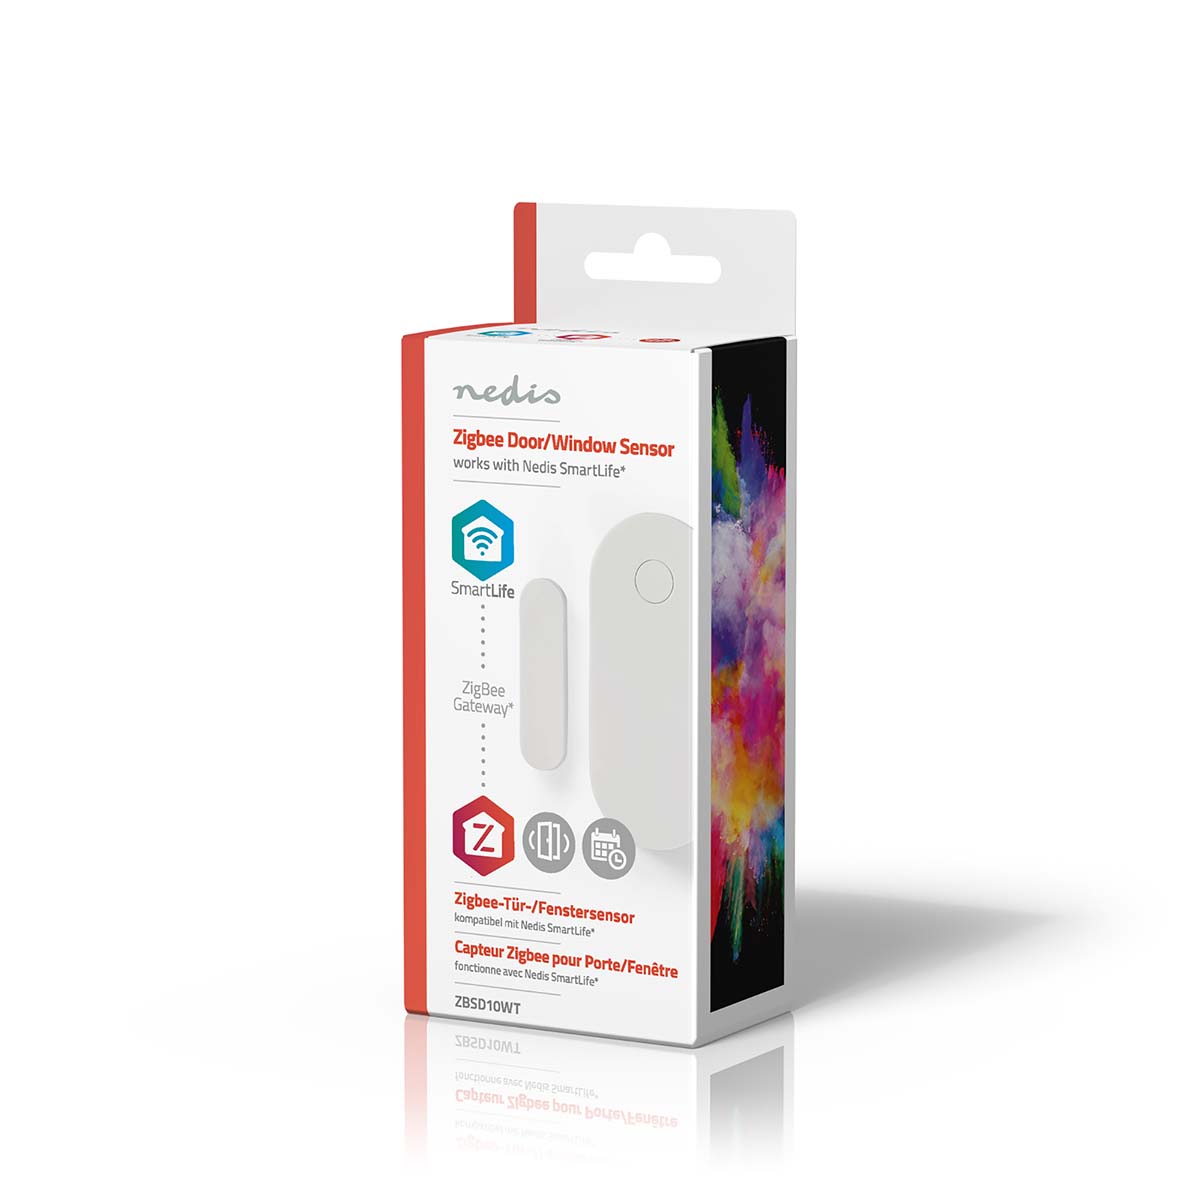 nedis
Zigbee Door/Window Sensor
works with Nedis SmartLife*
SmartLife
ZigBee
Gateway*
Z
Zigbee-Tür-/Fenstersensor
kompatibel mit Nedis SmartLife*
Capteur Zigbee pour Porte/Fenêtre
fonctionne avec Nedis SmartLife*
ZBSD10WT